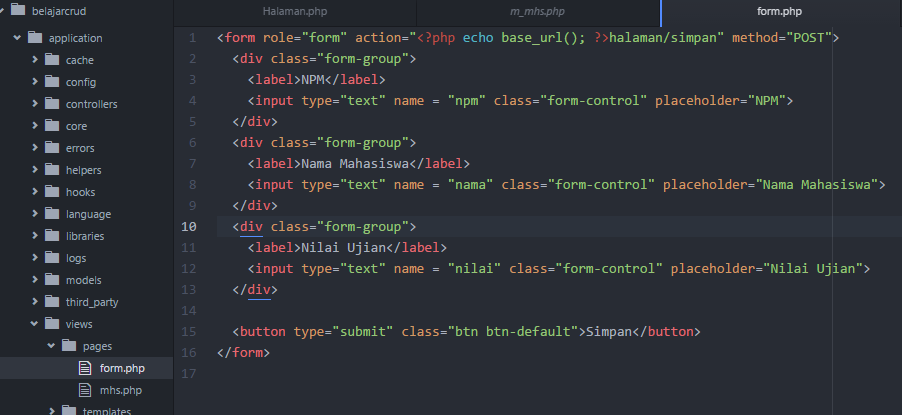 belajarcrud
application
cache
config
controllers
core
errors
helpers
hooks
language
libraries
logs
models
third_party
views
pages
form.php
mhs.php
templates
Halaman.php
m_mhs.php
form.php
1 <form role="form" action="<?php echo base_url(); ?>halaman/simpan" method="POST">
2 <div class="form-group">
3 <label>NPM</label>
4 <input type="text" name = "npm" class="form-control" placeholder="NPM">
5 </div>
6 <div class="form-group">
7 <label>Nama Mahasiswa</label>
8 <input type="text" name = "nama" class="form-control" placeholder="Nama Mahasiswa">
9 </div>
10 <div class="form-group">
11 <label>Nilai Ujian</label>
12 <input type="text" name = "nilai" class="form-control" placeholder="Nilai Ujian">
13 </div>
14
15 <button type="submit" class="btn btn-default">Simpan</button>
16 </form>
17